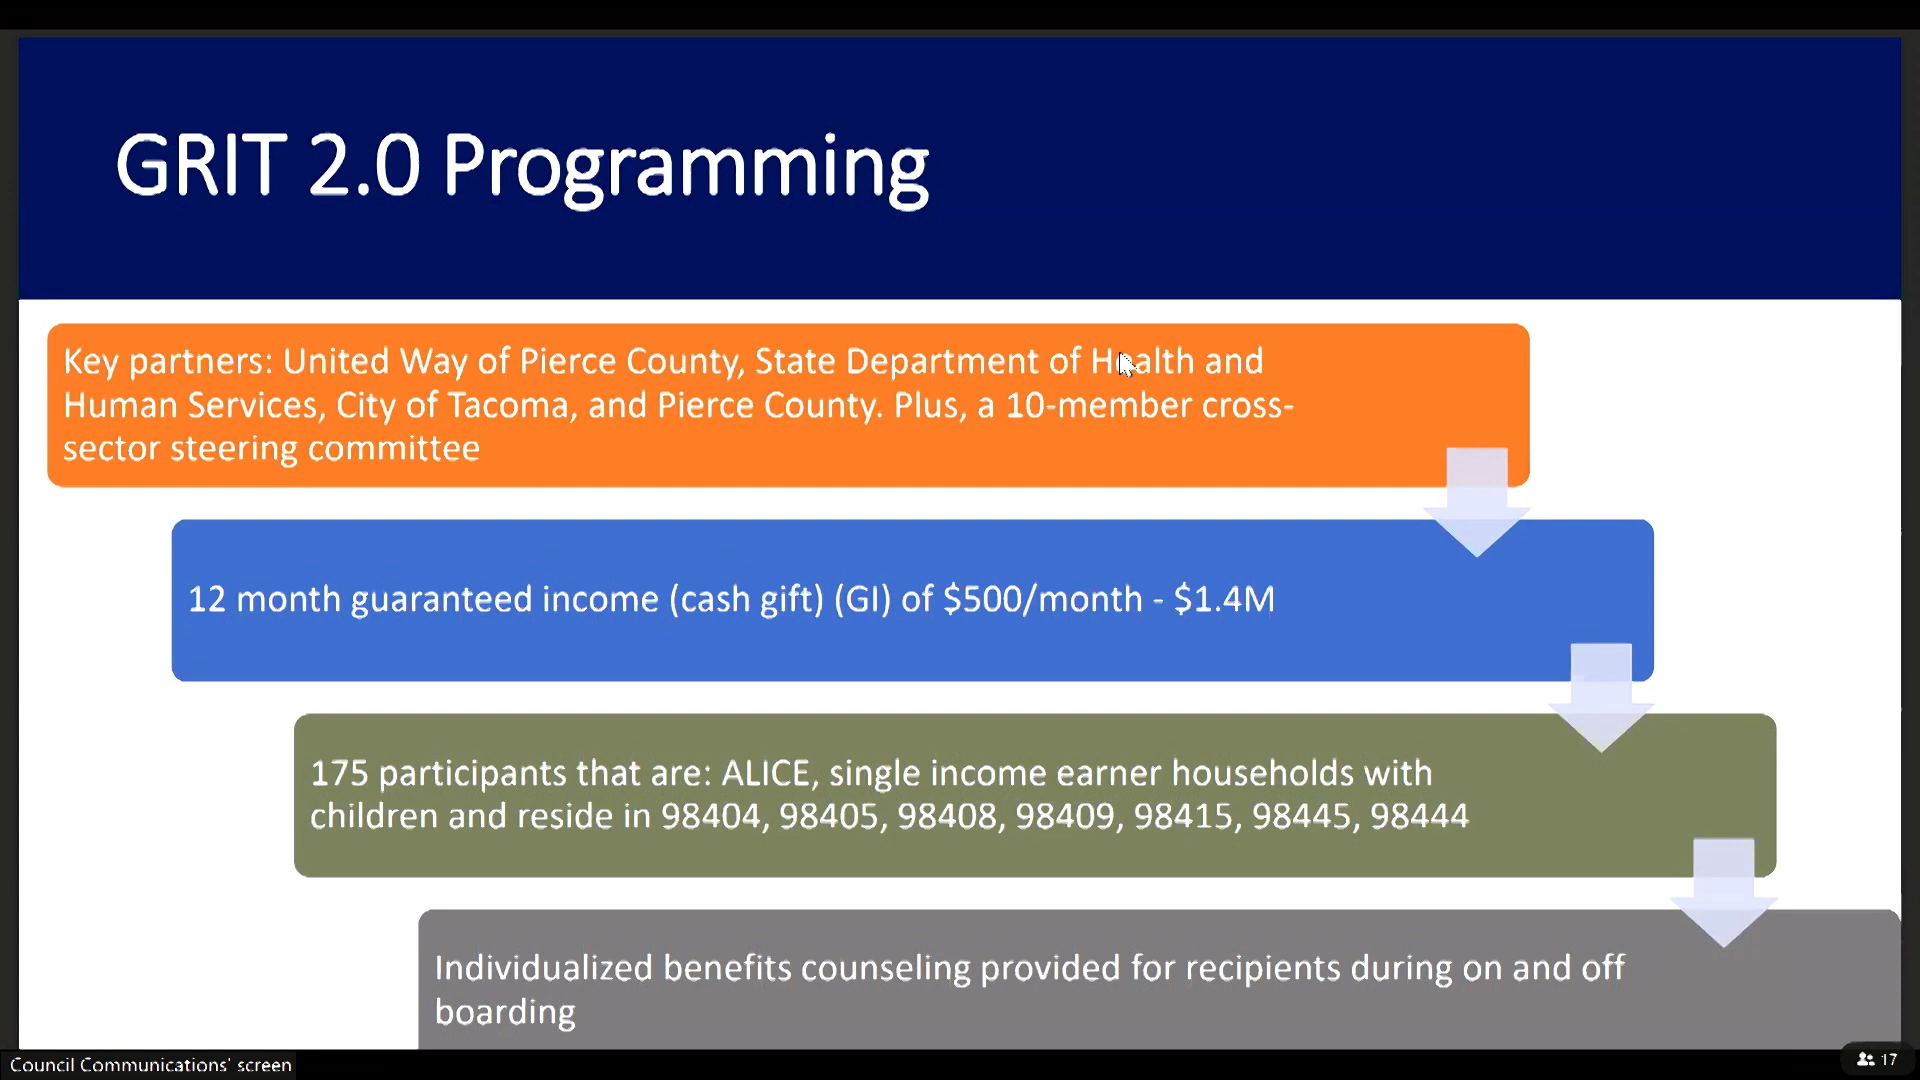 GRIT 2.0 Programming
Key partners: United Way of Pierce County, State Department of Health and
Human Services, City of Tacoma, and Pierce County. Plus, a 10-member cross-
sector steering committee
12 month guaranteed income (cash gift) (GI) of $500/month - $1.4M
175 participants that are: ALICE, single income earner households with
children and reside in 98404, 98405, 98408, 98409, 98415, 98445, 98444
Individualized benefits counseling provided for recipients during on and off
boarding
Council Communications' screen
17